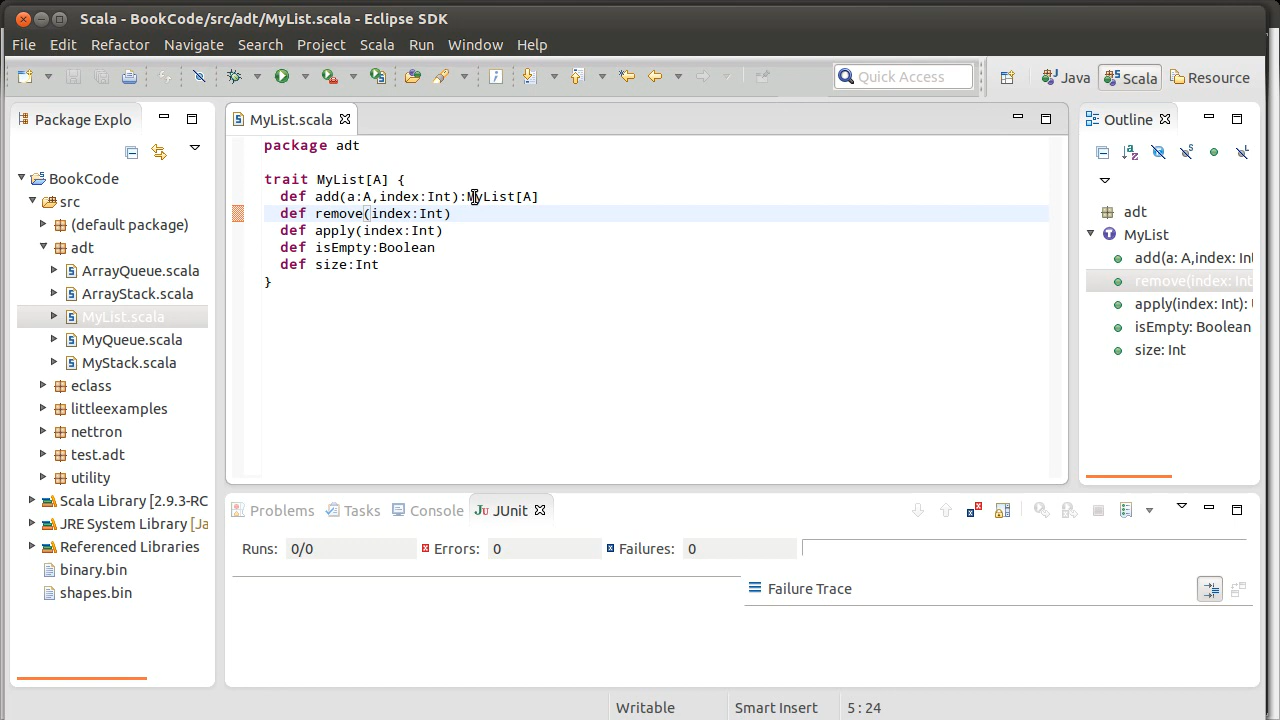 Scala - BookCode/src/adt/MyList.scala - Eclipse SDK
File Edit Refactor Navigate Search Project Scala Run Window Help
Quick Access
Java
Scala
Resource
Package Explo
BookCode
src
(default package)
adt
ArrayQueue.scala
ArrayStack.scala
MyList.scala
MyQueue.scala
MyStack.scala
eclass
littleexamples
nettron
test.adt
utility
Scala Library [2.9.3-RC
JRE System Library [Ja
Referenced Libraries
binary.bin
shapes.bin
MyList.scala
package adt
trait MyList[A] {
def add(a:A,index:Int):MyList[A]
def remove(index:Int)
def apply(index:Int)
def isEmpty:Boolean
def size:Int
}
Outline
adt
MyList
add(a: A,index: Int
remove(index: Int
apply(index: Int):
isEmpty: Boolean
size: Int
Problems Tasks Console JUnit
Runs: 0/0 Errors: 0 Failures: 0
Failure Trace
Writable Smart Insert 5 : 24